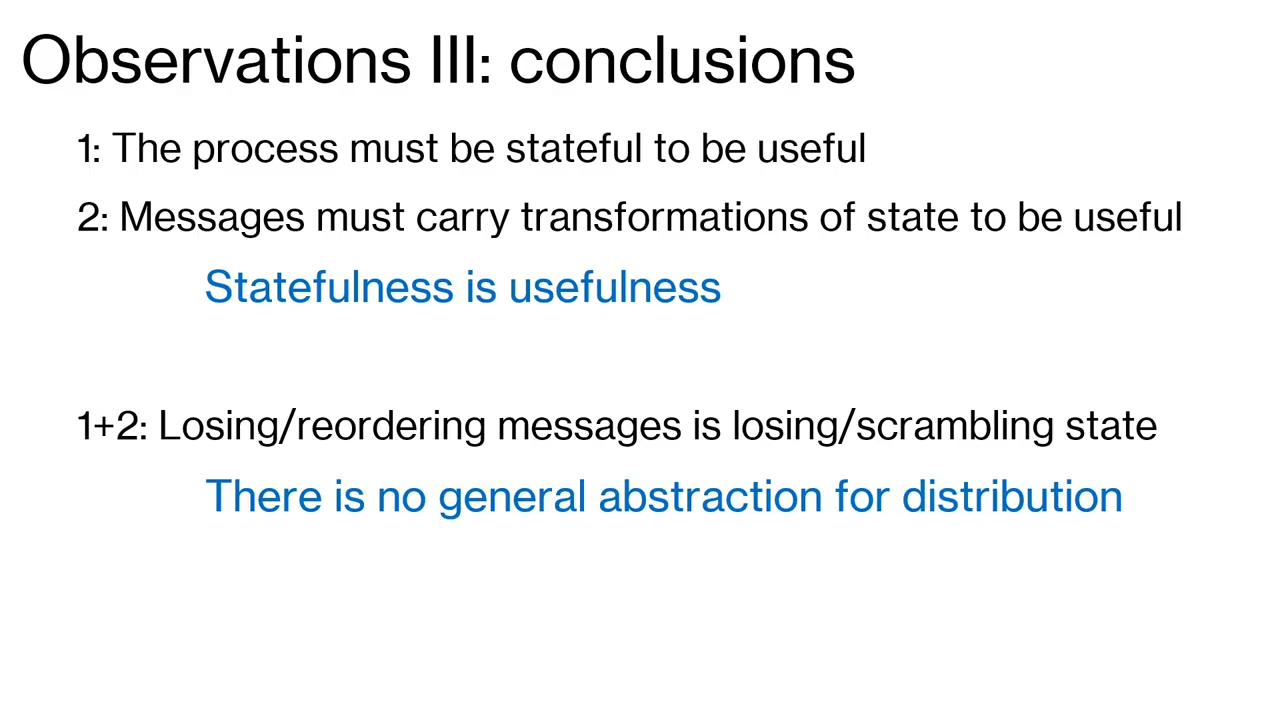 Observations III: conclusions
1: The process must be stateful to be useful
2: Messages must carry transformations of state to be useful
Statefulness is usefulness
1+2: Losing/reordering messages is losing/scrambling state
There is no general abstraction for distribution